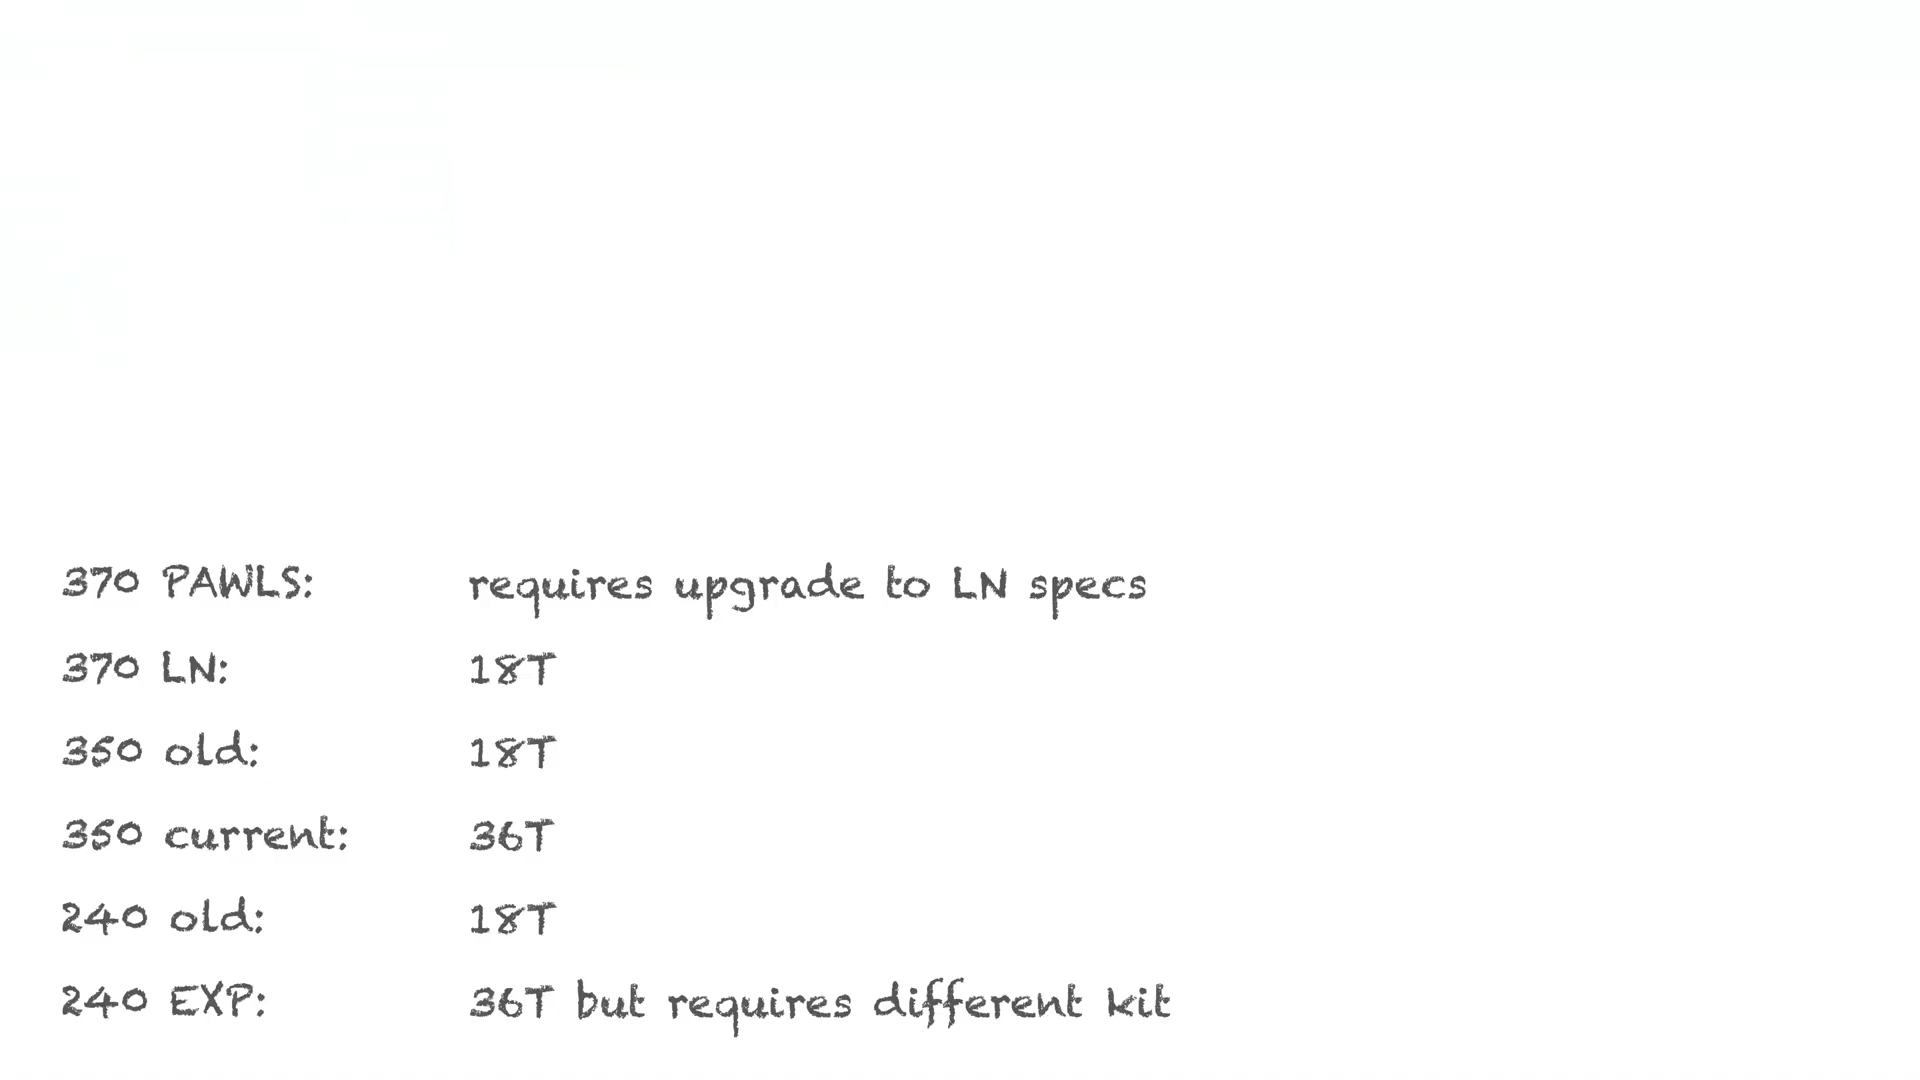 370 PAWLS: requires upgrade to LN specs
370 LN: 18T
350 old: 18T
350 current: 36T
240 old: 18T
240 EXP: 36T but requires different kit